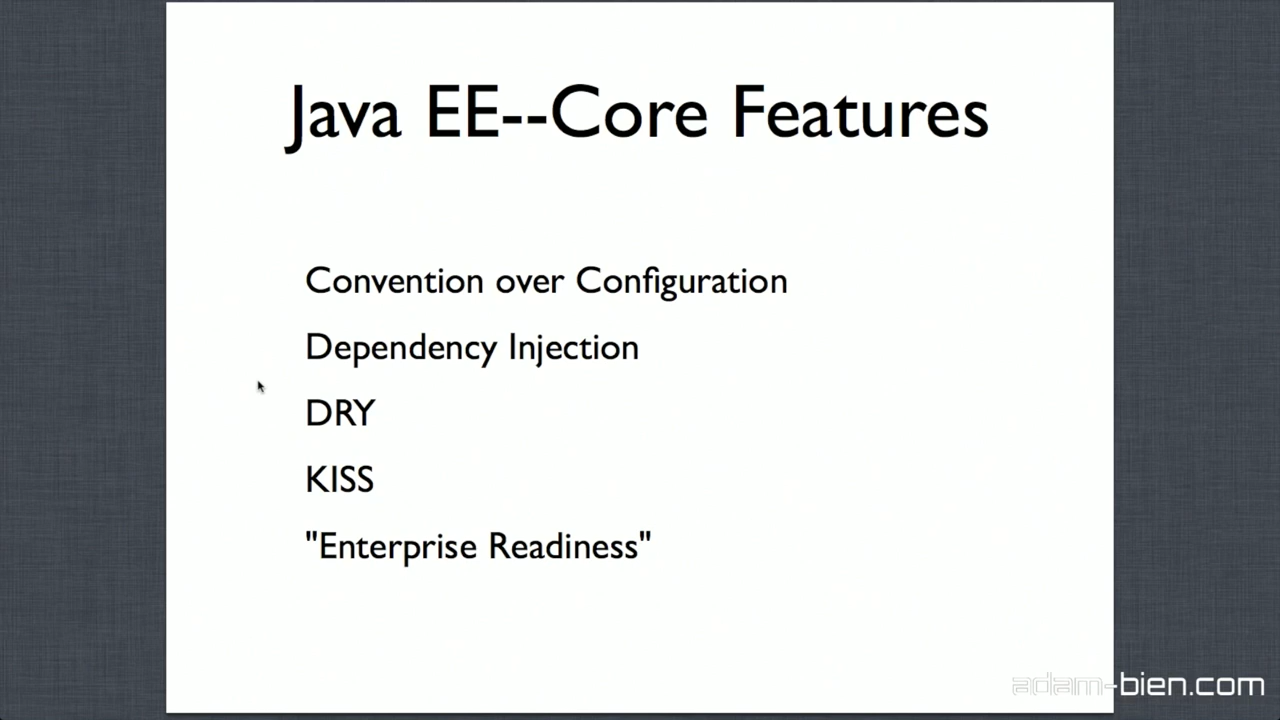 Java EE--Core Features
Convention over Configuration
Dependency Injection
DRY
KISS
"Enterprise Readiness"
adam-bien.com